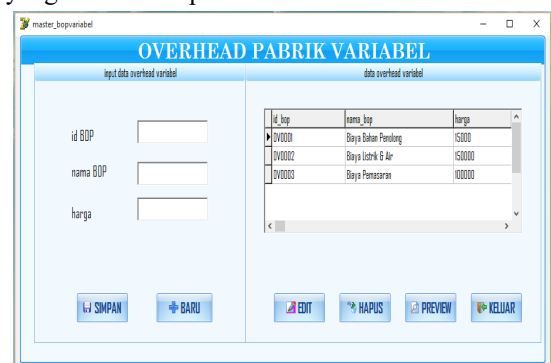 master_bopvariabel
OVERHEAD PABRIK VARIABEL
input data overhead variabel
data overhead variabel
id BOP
nama BOP
harga
id_bop nama_bop harga
OV0001 Biaya Bahan Penolong 15000
OV0002 Biaya Listrik & Air 150000
OV0003 Biaya Pemasaran 100000
SIMPAN BARU EDIT HAPUS PREVIEW KELUAR